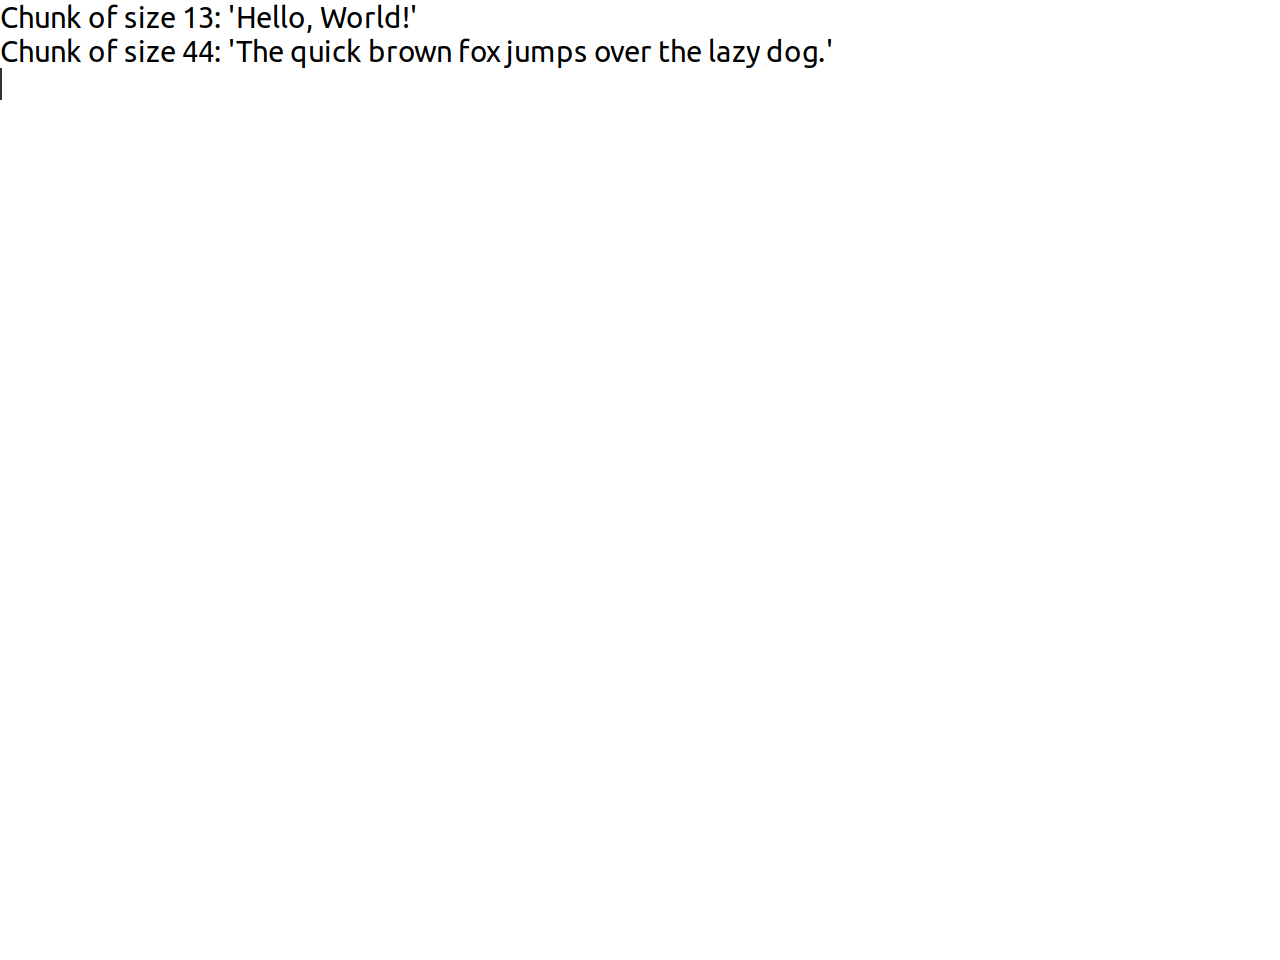 Chunk of size 13: 'Hello, World!'
Chunk of size 44: 'The quick brown fox jumps over the lazy dog.'